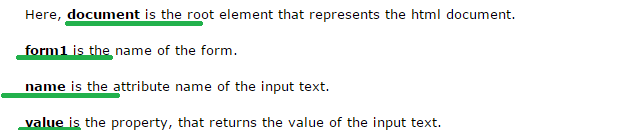 Here, document is the root element that represents the html document.
form1 is the name of the form.
name is the attribute name of the input text.
value is the property, that returns the value of the input text.